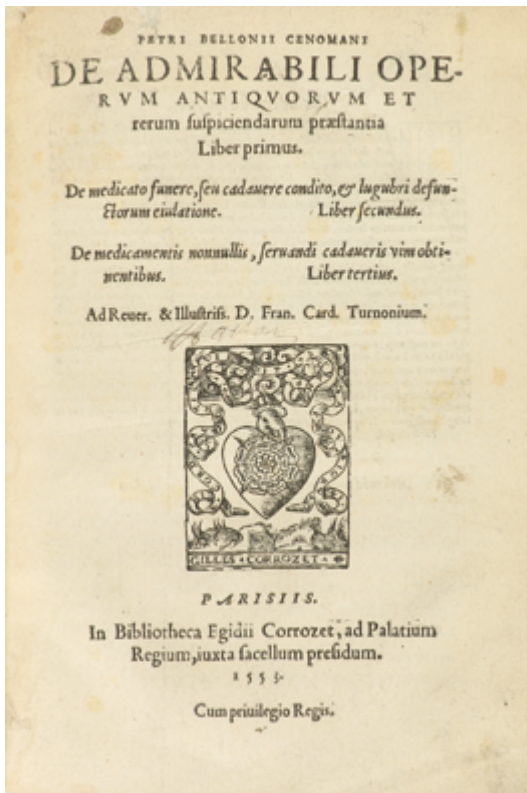 PETRI BELLONII CENOMANI
DE ADMIRABILI OPE-
RVM ANTIQVORVM ET
rerum ſuſpiciendarum præſtantia
Liber primus.
De medicato funere, ſeu cadauere condito, & lugubri defun-
ctorum eiulatione. Liber ſecundus.
De medicamentis nonnullis, ſeruandi cadaueris vim obti-
nentibus. Liber tertius.
Ad Reuer. & Illuſtriſſ. D. Fran. Card. Turnonium.
GILLES CORROZET
PARISIIS.
In Bibliotheca Egidii Corrozet, ad Palatium
Regium, iuxta ſacellum preſidum.
1553.
Cum priuilegio Regis.